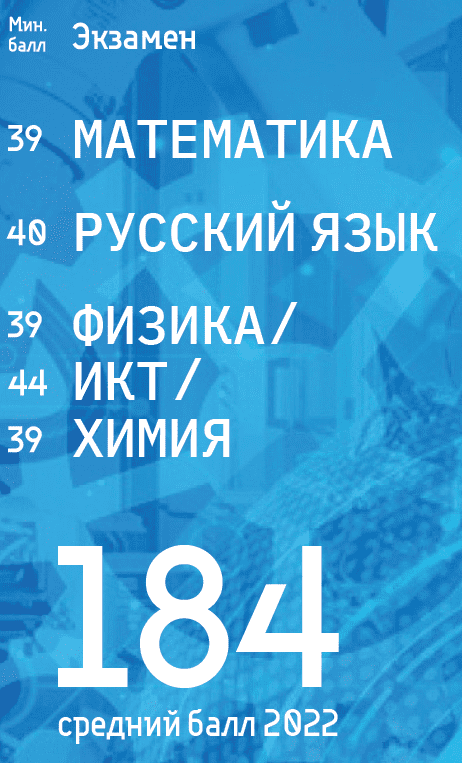 Мин. Экзамен
балл
39 МАТЕМАТИКА
40 РУССКИЙ ЯЗЫК
39 ФИЗИКА/
44 ИКТ/
39 ХИМИЯ
184
средний балл 2022